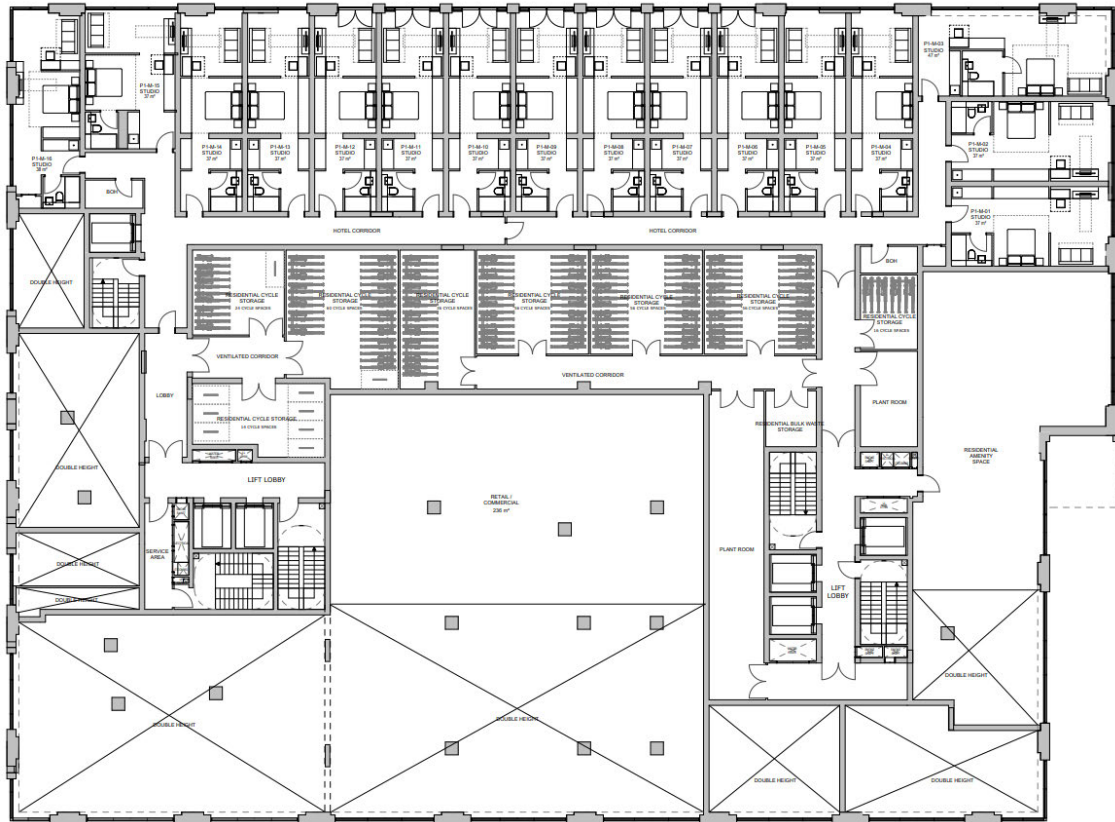 P1-M-03
STUDIO
47 m²
P1-M-15
STUDIO
37 m²
P1-M-16
STUDIO
38 m²
P1-M-14
STUDIO
37 m²
P1-M-13
STUDIO
37 m²
P1-M-12
STUDIO
37 m²
P1-M-11
STUDIO
37 m²
P1-M-10
STUDIO
37 m²
P1-M-09
STUDIO
37 m²
P1-M-08
STUDIO
37 m²
P1-M-07
STUDIO
37 m²
P1-M-06
STUDIO
37 m²
P1-M-05
STUDIO
37 m²
P1-M-04
STUDIO
37 m²
P1-M-02
STUDIO
37 m²
P1-M-01
STUDIO
37 m²
BOH
HOTEL CORRIDOR
HOTEL CORRIDOR
BOH
DOUBLE HEIGHT
RESIDENTIAL CYCLE
STORAGE
RESIDENTIAL CYCLE
STORAGE
RESIDENTIAL CYCLE
STORAGE
RESIDENTIAL CYCLE
STORAGE
RESIDENTIAL CYCLE
STORAGE
RESIDENTIAL CYCLE
STORAGE
RESIDENTIAL CYCLE
STORAGE
VENTILATED CORRIDOR
VENTILATED CORRIDOR
LOBBY
RESIDENTIAL CYCLE STORAGE
PLANT ROOM
RESIDENTIAL BULK WASTE
STORAGE
RESIDENTIAL
AMENITY
SPACE
DOUBLE HEIGHT
LIFT LOBBY
RETAIL /
COMMERCIAL
236 m²
SERVICE
AREA
PLANT ROOM
DOUBLE HEIGHT
DOUBLE HEIGHT
LIFT
LOBBY
DOUBLE HEIGHT
DOUBLE HEIGHT
DOUBLE HEIGHT
DOUBLE HEIGHT
DOUBLE HEIGHT